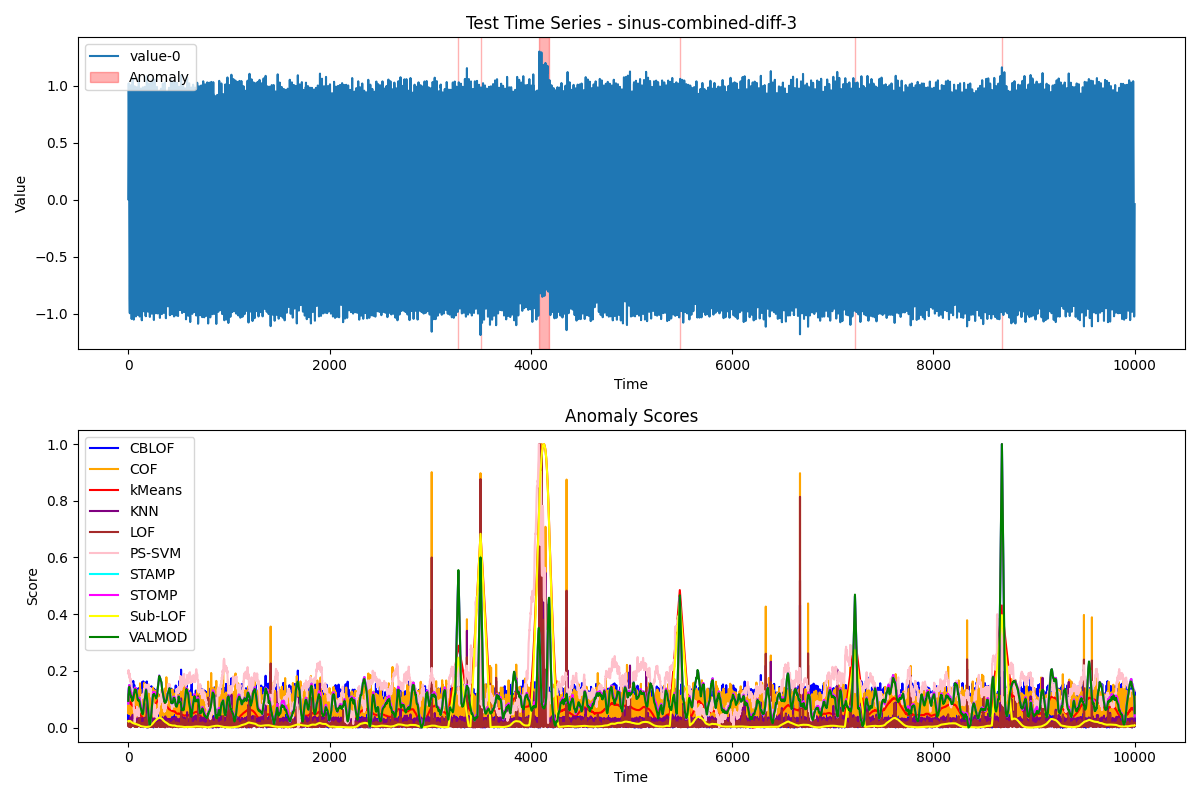 Test Time Series - sinus-combined-diff-3
value-0
Anomaly
1.0
0.5
0.0
−0.5
−1.0
Value
0
2000
4000
6000
8000
10000
Time
Anomaly Scores
CBLOF
COF
kMeans
KNN
LOF
PS-SVM
STAMP
STOMP
Sub-LOF
VALMOD
1.0
0.8
0.6
0.4
0.2
0.0
Score
0
2000
4000
6000
8000
10000
Time